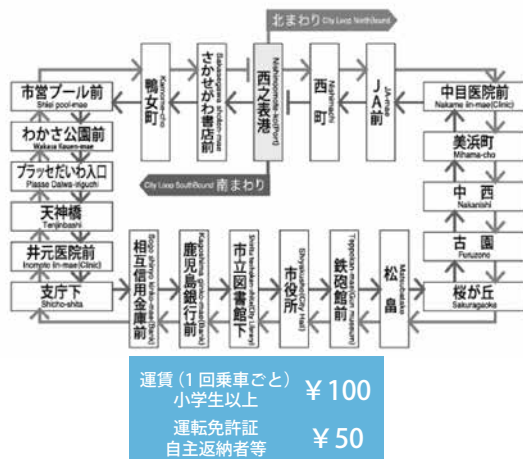 北まわり City Loop NorthBound
市営プール前
Shiei pool-mae
わかさ公園前
Wakasa Kouen-mae
プラッセだいわ入口
Plasse Daiwa-iriguchi
天神橋
Tenjinbashi
井元医院前
Inomoto iin-mae(Clinic)
支庁下
Shicho-shita
鴨女町
Kamome-cho
さかせがわ書店前
Sakasegawa shoten-mae
西之表港
Nishinoomote-ko(Port)
西町
Nishimachi
JA前
JA-mae
中目医院前
Nakame iin-mae(Clinic)
美浜町
Mihama-cho
中西
Nakanishi
古園
Furuzono
桜が丘
Sakuragaoka
City Loop SouthBound 南まわり
相互信用金庫前
鹿児島銀行前
Kagoshima ginko-mae(Bank)
市立図書館下
市役所
Shiyakusho(City Hall)
鉄砲館前
Teppokan-mae(Gun museum)
松畠
Matsubatake
運賃(1回乗車ごと)
小学生以上 ￥100
運転免許証
自主返納者等 ￥50